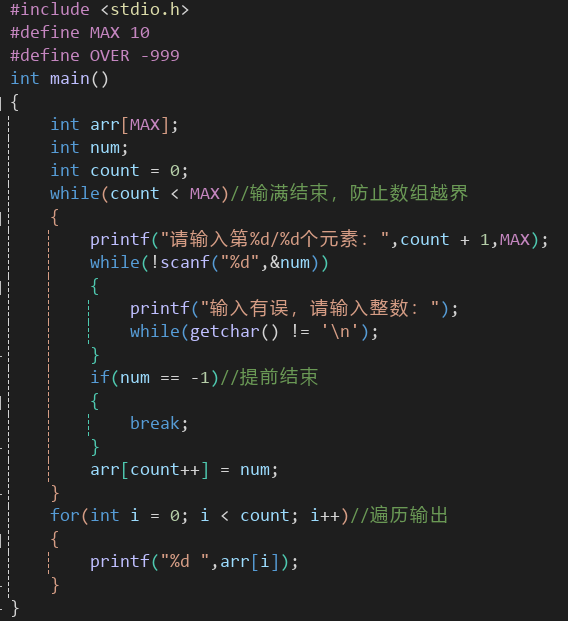 #include <stdio.h>
#define MAX 10
#define OVER -999
int main()
{
    int arr[MAX];
    int num;
    int count = 0;
    while(count < MAX)//输满结束，防止数组越界
    {
        printf("请输入第%d/%d个元素：",count + 1,MAX);
        while(!scanf("%d",&num))
        {
            printf("输入有误，请输入整数：");
            while(getchar() != '\n');
        }
        if(num == -1)//提前结束
        {
            break;
        }
        arr[count++] = num;
    }
    for(int i = 0; i < count; i++)//遍历输出
    {
        printf("%d ",arr[i]);
    }
}